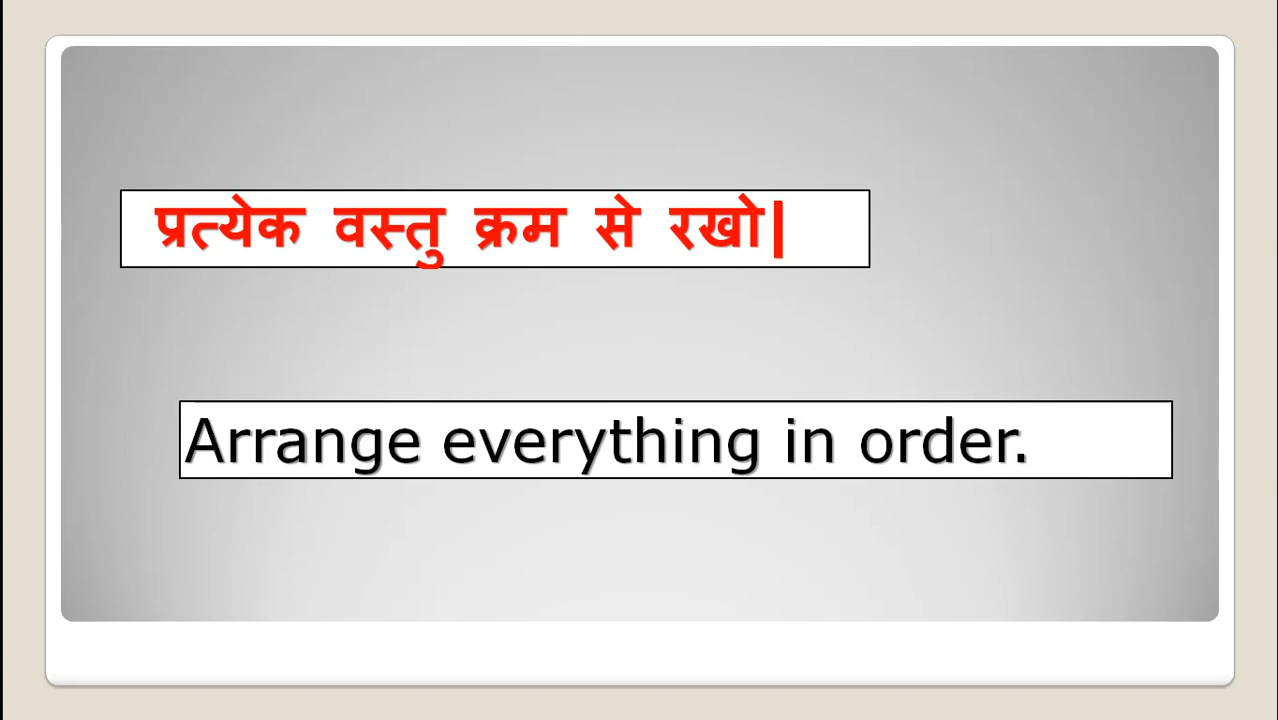 प्रत्येक वस्तु क्रम से रखो|
Arrange everything in order.